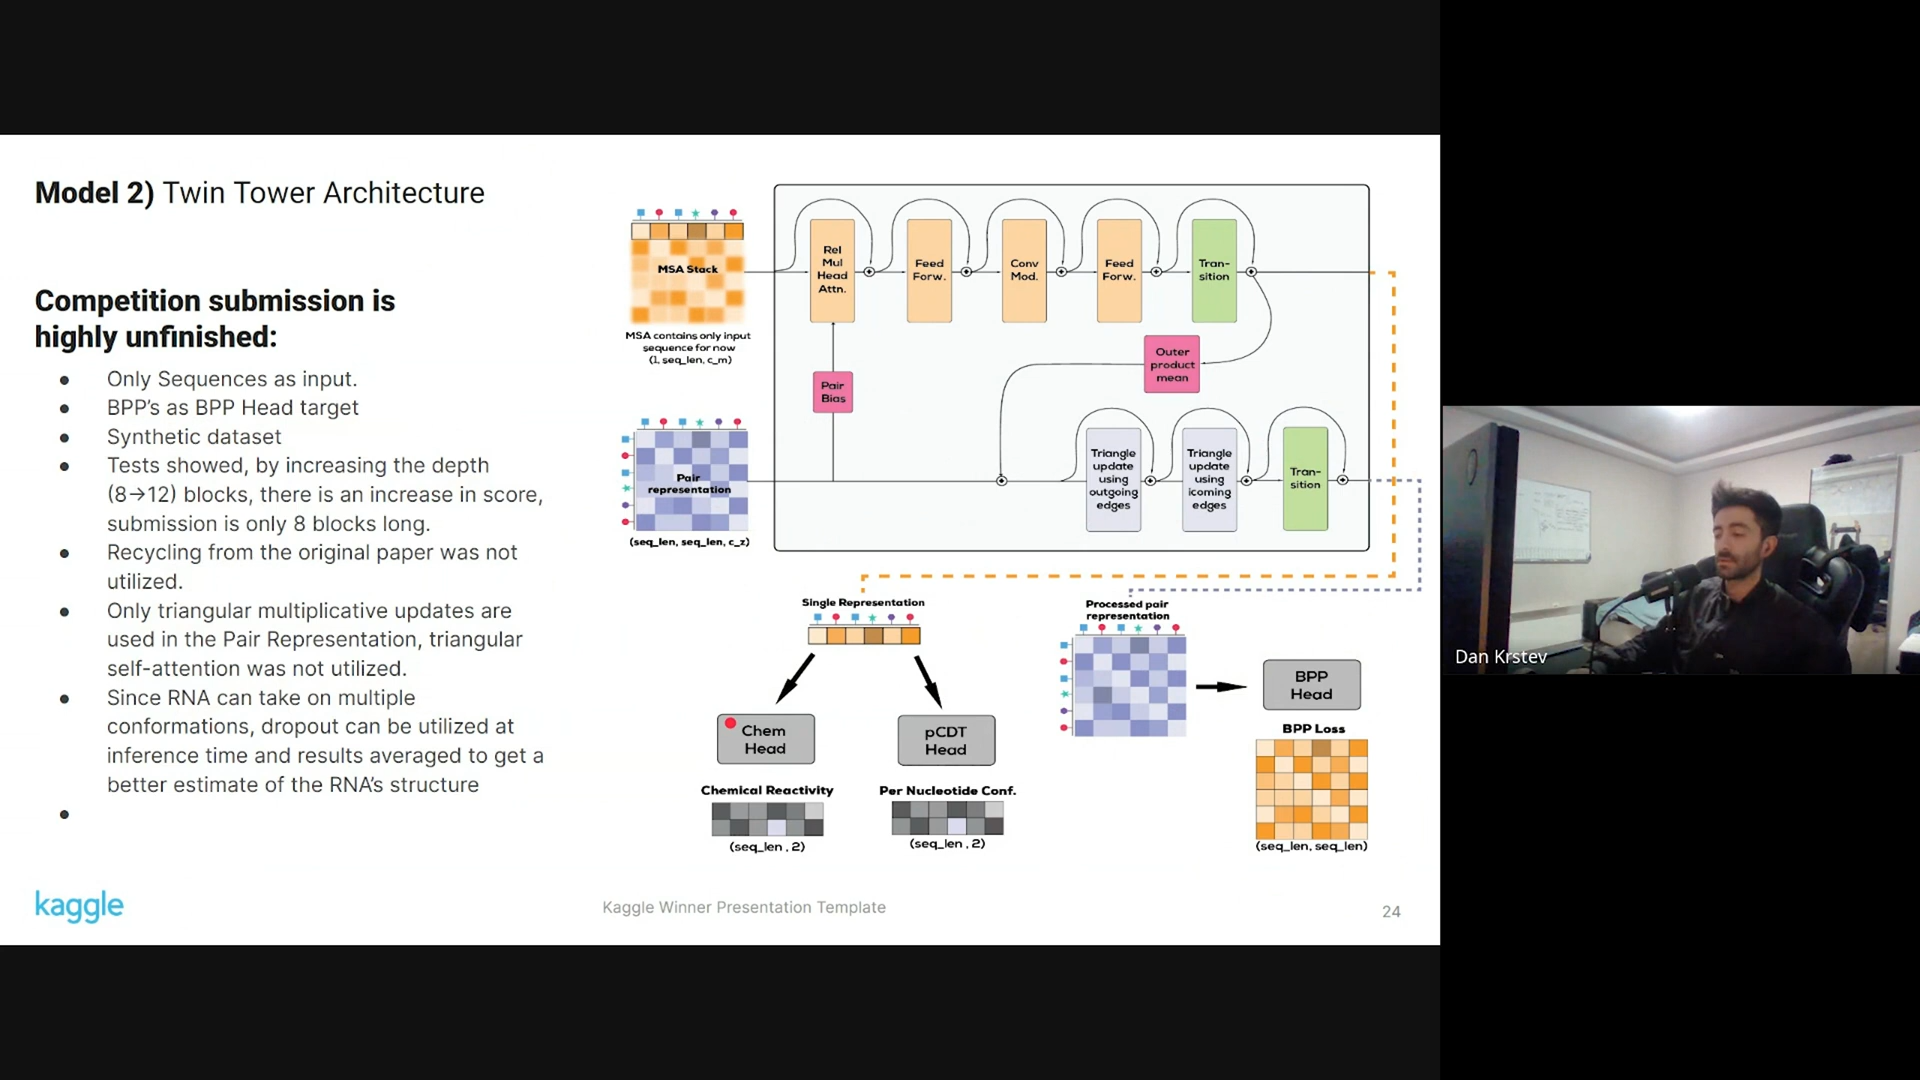 Model 2) Twin Tower Architecture
Competition submission is
highly unfinished:
Only Sequences as input.
BPP's as BPP Head target
Synthetic dataset
Tests showed, by increasing the depth
(8→12) blocks, there is an increase in score,
submission is only 8 blocks long.
Recycling from the original paper was not
utilized.
Only triangular multiplicative updates are
used in the Pair Representation, triangular
self-attention was not utilized.
Since RNA can take on multiple
conformations, dropout can be utilized at
inference time and results averaged to get a
better estimate of the RNA's structure
MSA Stack
MSA contains only input
sequence for now
(1, seq_len, c_m)
Rel
Mul
Head
Attn.
Feed
Forw.
Conv
Mod.
Feed
Forw.
Tran-
sition
Pair
Bias
Outer
product
mean
Pair
representation
(seq_len, seq_len, c_z)
Triangle
update
using
outgoing
edges
Triangle
update
using
icoming
edges
Tran-
sition
Single Representation
Processed pair
representation
Chem
Head
pCDT
Head
BPP
Head
BPP Loss
Chemical Reactivity
(seq_len , 2)
Per Nucleotide Conf.
(seq_len , 2)
(seq_len, seq_len)
kaggle
Kaggle Winner Presentation Template
24
Dan Krstev